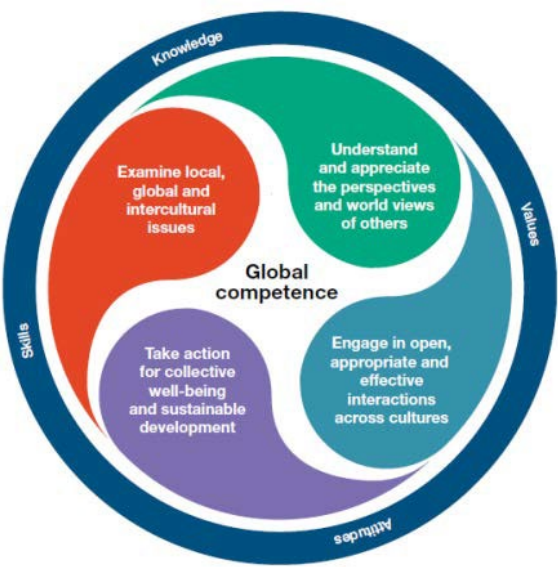 Knowledge
Examine local,
global and
intercultural
issues
Understand
and appreciate
the perspectives
and world views
of others
Values
Global
competence
Skills
Take action
for collective
well-being
and sustainable
development
Engage in open,
appropriate and
effective
interactions
across cultures
Attitudes